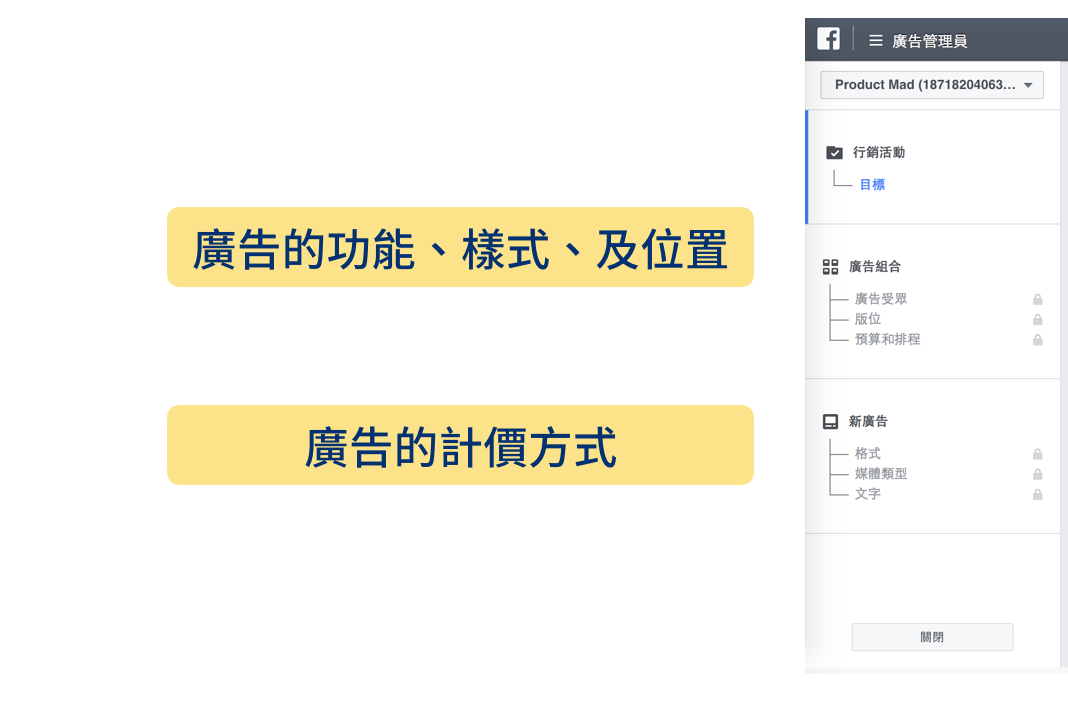 廣告的功能、樣式、及位置
廣告的計價方式
廣告管理員
Product Mad (18718204063...
行銷活動
目標
廣告組合
廣告受眾
版位
預算和排程
新廣告
格式
媒體類型
文字
關閉